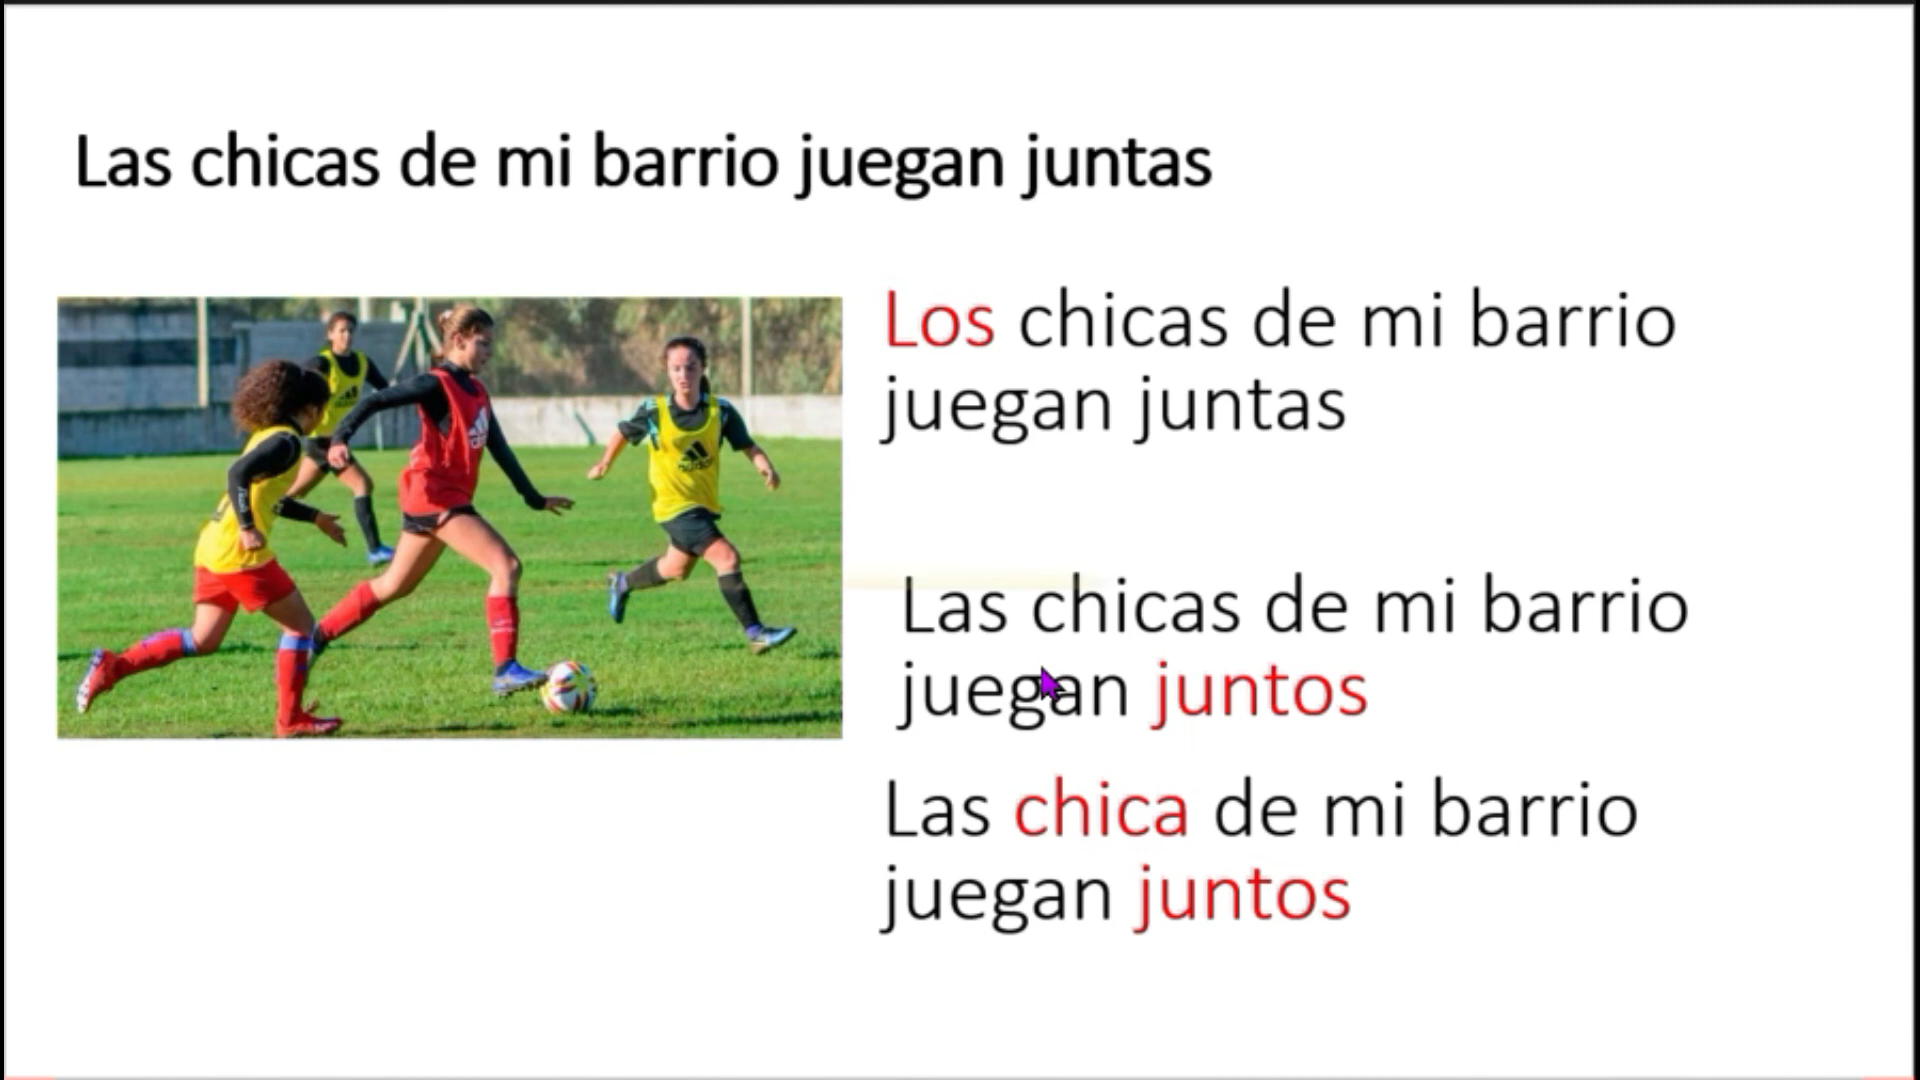 Las chicas de mi barrio juegan juntas
Los chicas de mi barrio
juegan juntas
Las chicas de mi barrio
juegan juntos
Las chica de mi barrio
juegan juntos